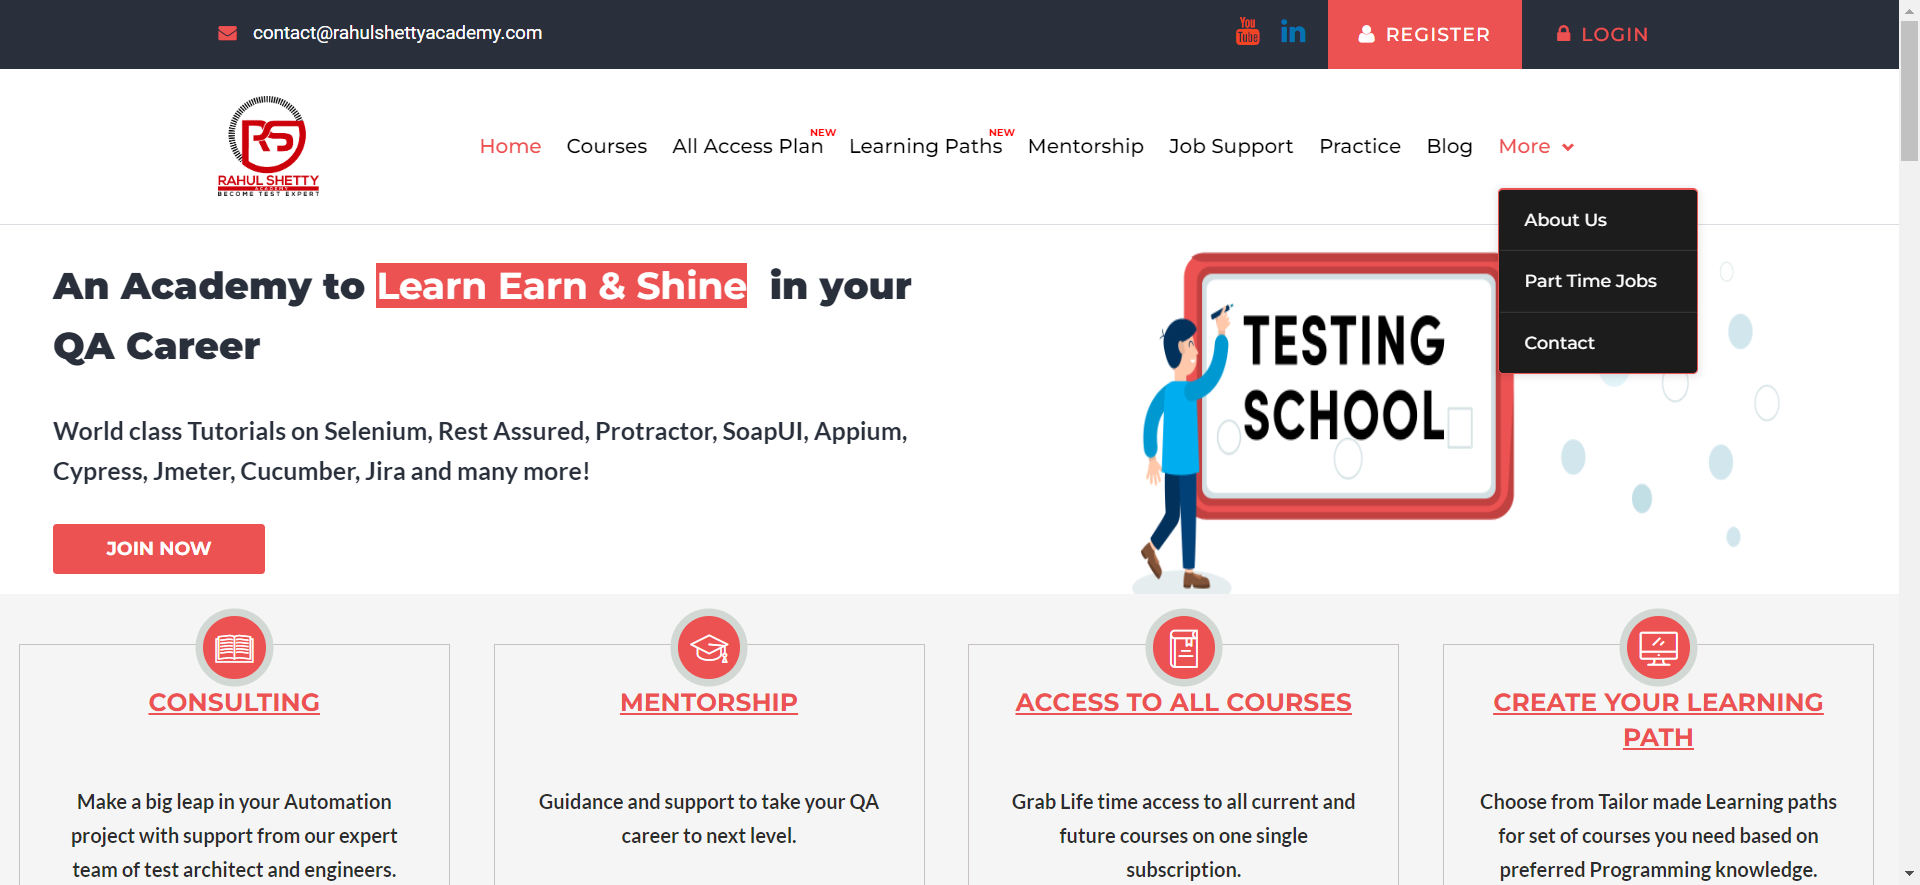 contact@rahulshettyacademy.com
You
Tube
in
REGISTER
LOGIN
RS
RAHUL SHETTY
ACADEMY
BECOME TEST EXPERT
Home
Courses
All Access Plan
NEW
Learning Paths
NEW
Mentorship
Job Support
Practice
Blog
More
About Us
Part Time Jobs
Contact
An Academy to Learn Earn & Shine in your
QA Career
World class Tutorials on Selenium, Rest Assured, Protractor, SoapUI, Appium,
Cypress, Jmeter, Cucumber, Jira and many more!
JOIN NOW
TESTING
SCHOOL
CONSULTING
Make a big leap in your Automation
project with support from our expert
team of test architect and engineers.
MENTORSHIP
Guidance and support to take your QA
career to next level.
ACCESS TO ALL COURSES
Grab Life time access to all current and
future courses on one single
subscription.
CREATE YOUR LEARNING
PATH
Choose from Tailor made Learning paths
for set of courses you need based on
preferred Programming knowledge.